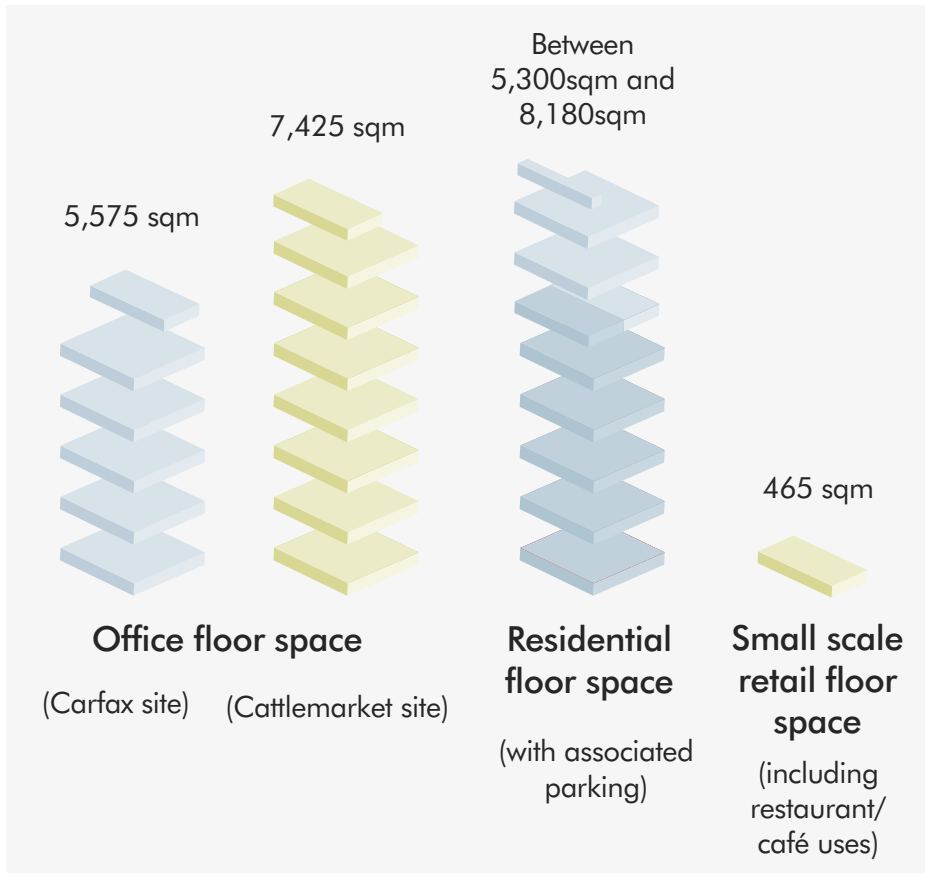 5,575 sqm
7,425 sqm
Between
5,300sqm and
8,180sqm
465 sqm
Office floor space
(Carfax site)
(Cattlemarket site)
Residential
floor space
(with associated
parking)
Small scale
retail floor
space
(including
restaurant/
café uses)